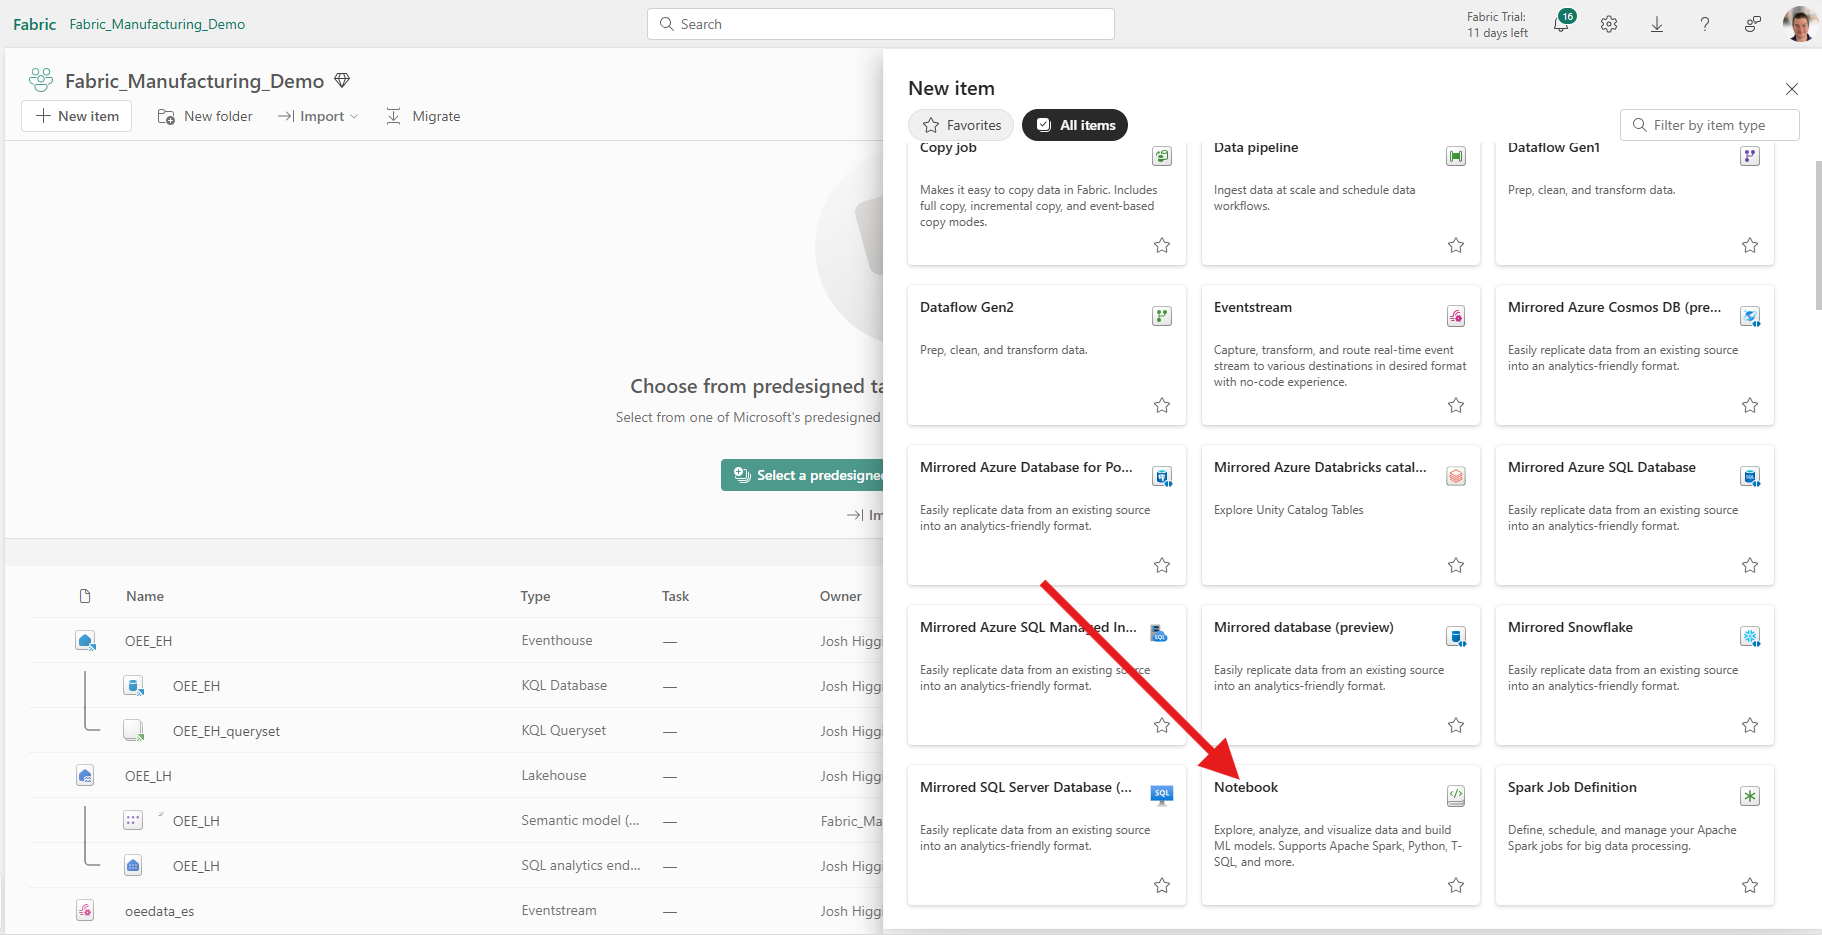 Fabric Fabric_Manufacturing_Demo
Search
Fabric Trial:
11 days left
16
?
Fabric_Manufacturing_Demo
New item
New folder
Import
Migrate
Choose from predesigned ta
Select from one of Microsoft's predesigned
Select a predesigned
Im
Name Type Task Owner
OEE_EH Eventhouse — Josh Higgi
OEE_EH KQL Database — Josh Higgi
OEE_EH_queryset KQL Queryset — Josh Higgi
OEE_LH Lakehouse — Josh Higgi
OEE_LH Semantic model (... — Fabric_Ma
OEE_LH SQL analytics end... — Josh Higgi
oeedata_es Eventstream — Josh Higgi
New item
Favorites
All items
Filter by item type
Copy job
Makes it easy to copy data in Fabric. Includes
full copy, incremental copy, and event-based
copy modes.
Data pipeline
Ingest data at scale and schedule data
workflows.
Dataflow Gen1
Prep, clean, and transform data.
Dataflow Gen2
Prep, clean, and transform data.
Eventstream
Capture, transform, and route real-time event
stream to various destinations in desired format
with no-code experience.
Mirrored Azure Cosmos DB (pre...
Easily replicate data from an existing source
into an analytics-friendly format.
Mirrored Azure Database for Po...
Easily replicate data from an existing source
into an analytics-friendly format.
Mirrored Azure Databricks catal...
Explore Unity Catalog Tables
Mirrored Azure SQL Database
SQL
Easily replicate data from an existing source
into an analytics-friendly format.
Mirrored Azure SQL Managed In...
SQL
Easily replicate data from an existing source
into an analytics-friendly format.
Mirrored database (preview)
Easily replicate data from an existing source
into an analytics-friendly format.
Mirrored Snowflake
Easily replicate data from an existing source
into an analytics-friendly format.
Mirrored SQL Server Database (...
SQL
Easily replicate data from an existing source
into an analytics-friendly format.
Notebook
Explore, analyze, and visualize data and build
ML models. Supports Apache Spark, Python, T-
SQL, and more.
Spark Job Definition
Define, schedule, and manage your Apache
Spark jobs for big data processing.